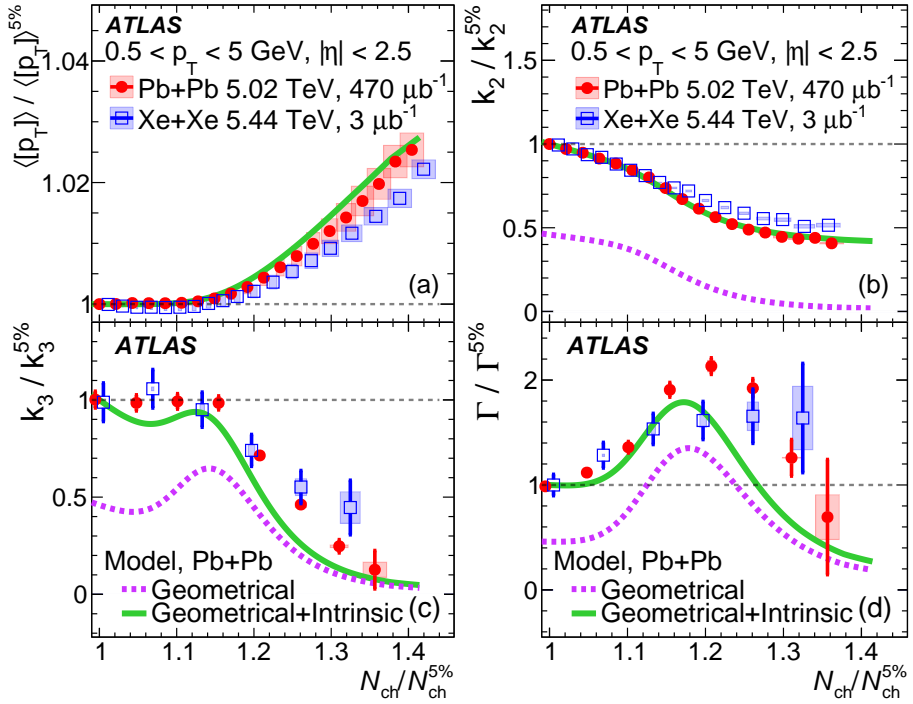 ATLAS
0.5 < p_T < 5 GeV, |η| < 2.5
Pb+Pb 5.02 TeV, 470 μb⁻¹
Xe+Xe 5.44 TeV, 3 μb⁻¹
⟨[p_T]⟩ / ⟨[p_T]⟩^5%
1.04
1.02
1
(a)
ATLAS
0.5 < p_T < 5 GeV, |η| < 2.5
Pb+Pb 5.02 TeV, 470 μb⁻¹
Xe+Xe 5.44 TeV, 3 μb⁻¹
k_2 / k_2^5%
1.5
1
0.5
0
(b)
ATLAS
k_3 / k_3^5%
1
0.5
0
Model, Pb+Pb
Geometrical
Geometrical+Intrinsic
(c)
1 1.1 1.2 1.3 1.4
N_ch/N_ch^5%
ATLAS
Γ / Γ^5%
2
1
0
Model, Pb+Pb
Geometrical
Geometrical+Intrinsic
(d)
1 1.1 1.2 1.3 1.4
N_ch/N_ch^5%